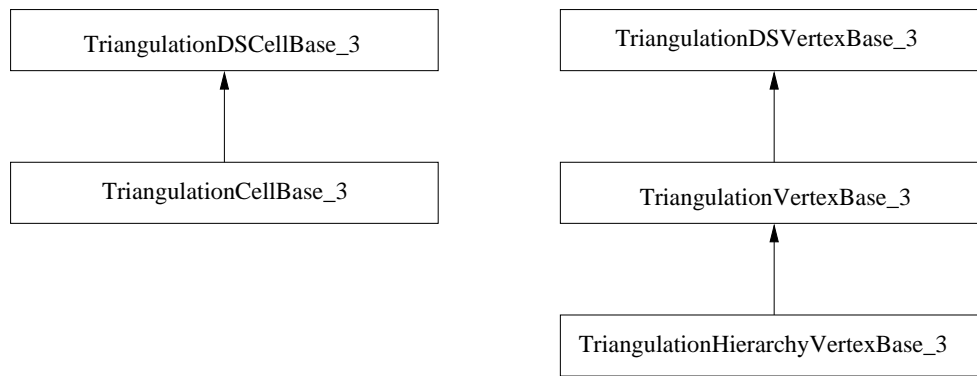 TriangulationDSCellBase_3
TriangulationDSVertexBase_3
TriangulationCellBase_3
TriangulationVertexBase_3
TriangulationHierarchyVertexBase_3